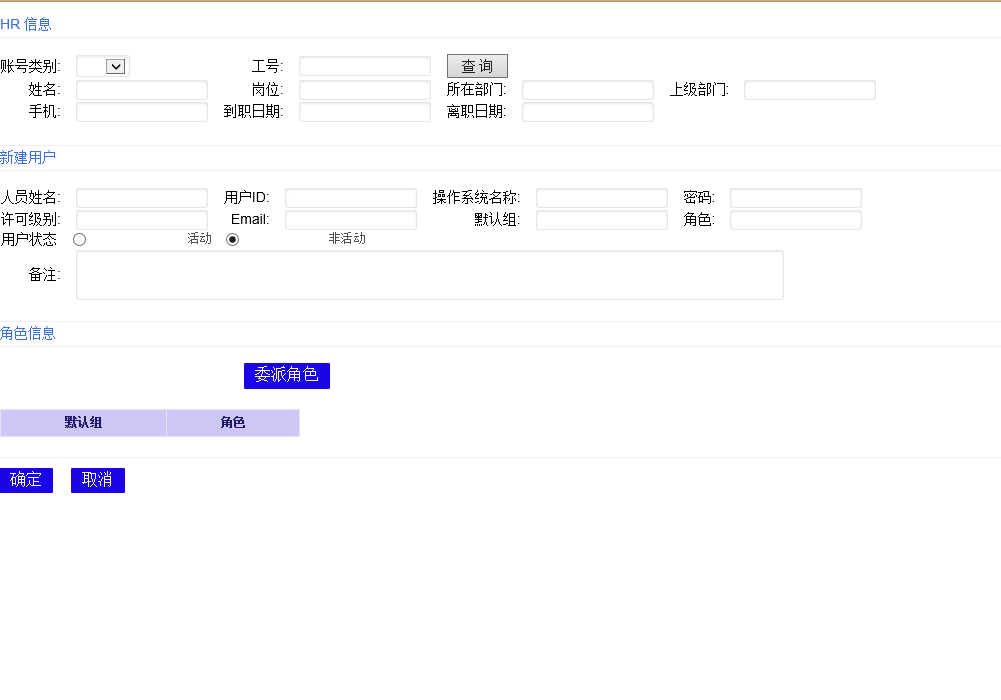 HR 信息
账号类别: 工号: 查 询
姓名: 岗位: 所在部门: 上级部门:
手机: 到职日期: 离职日期:
新建用户
人员姓名: 用户ID: 操作系统名称: 密码:
许可级别: Email: 默认组: 角色:
用户状态 活动 非活动
备注:
角色信息
委派角色
默认组 角色
确定 取消